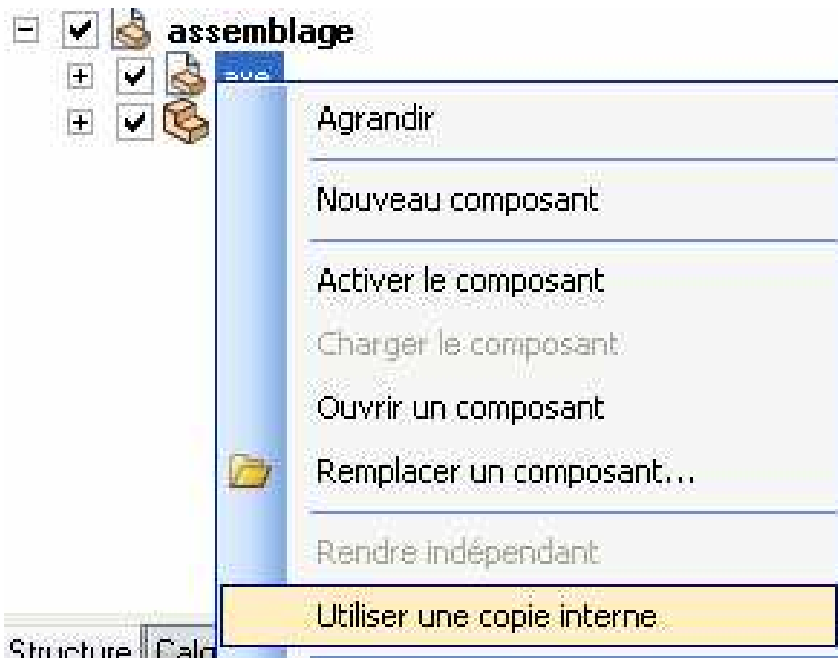 assemblage
axe
Agrandir
Nouveau composant
Activer le composant
Charger le composant
Ouvrir un composant
Remplacer un composant...
Rendre indépendant
Utiliser une copie interne
Structure